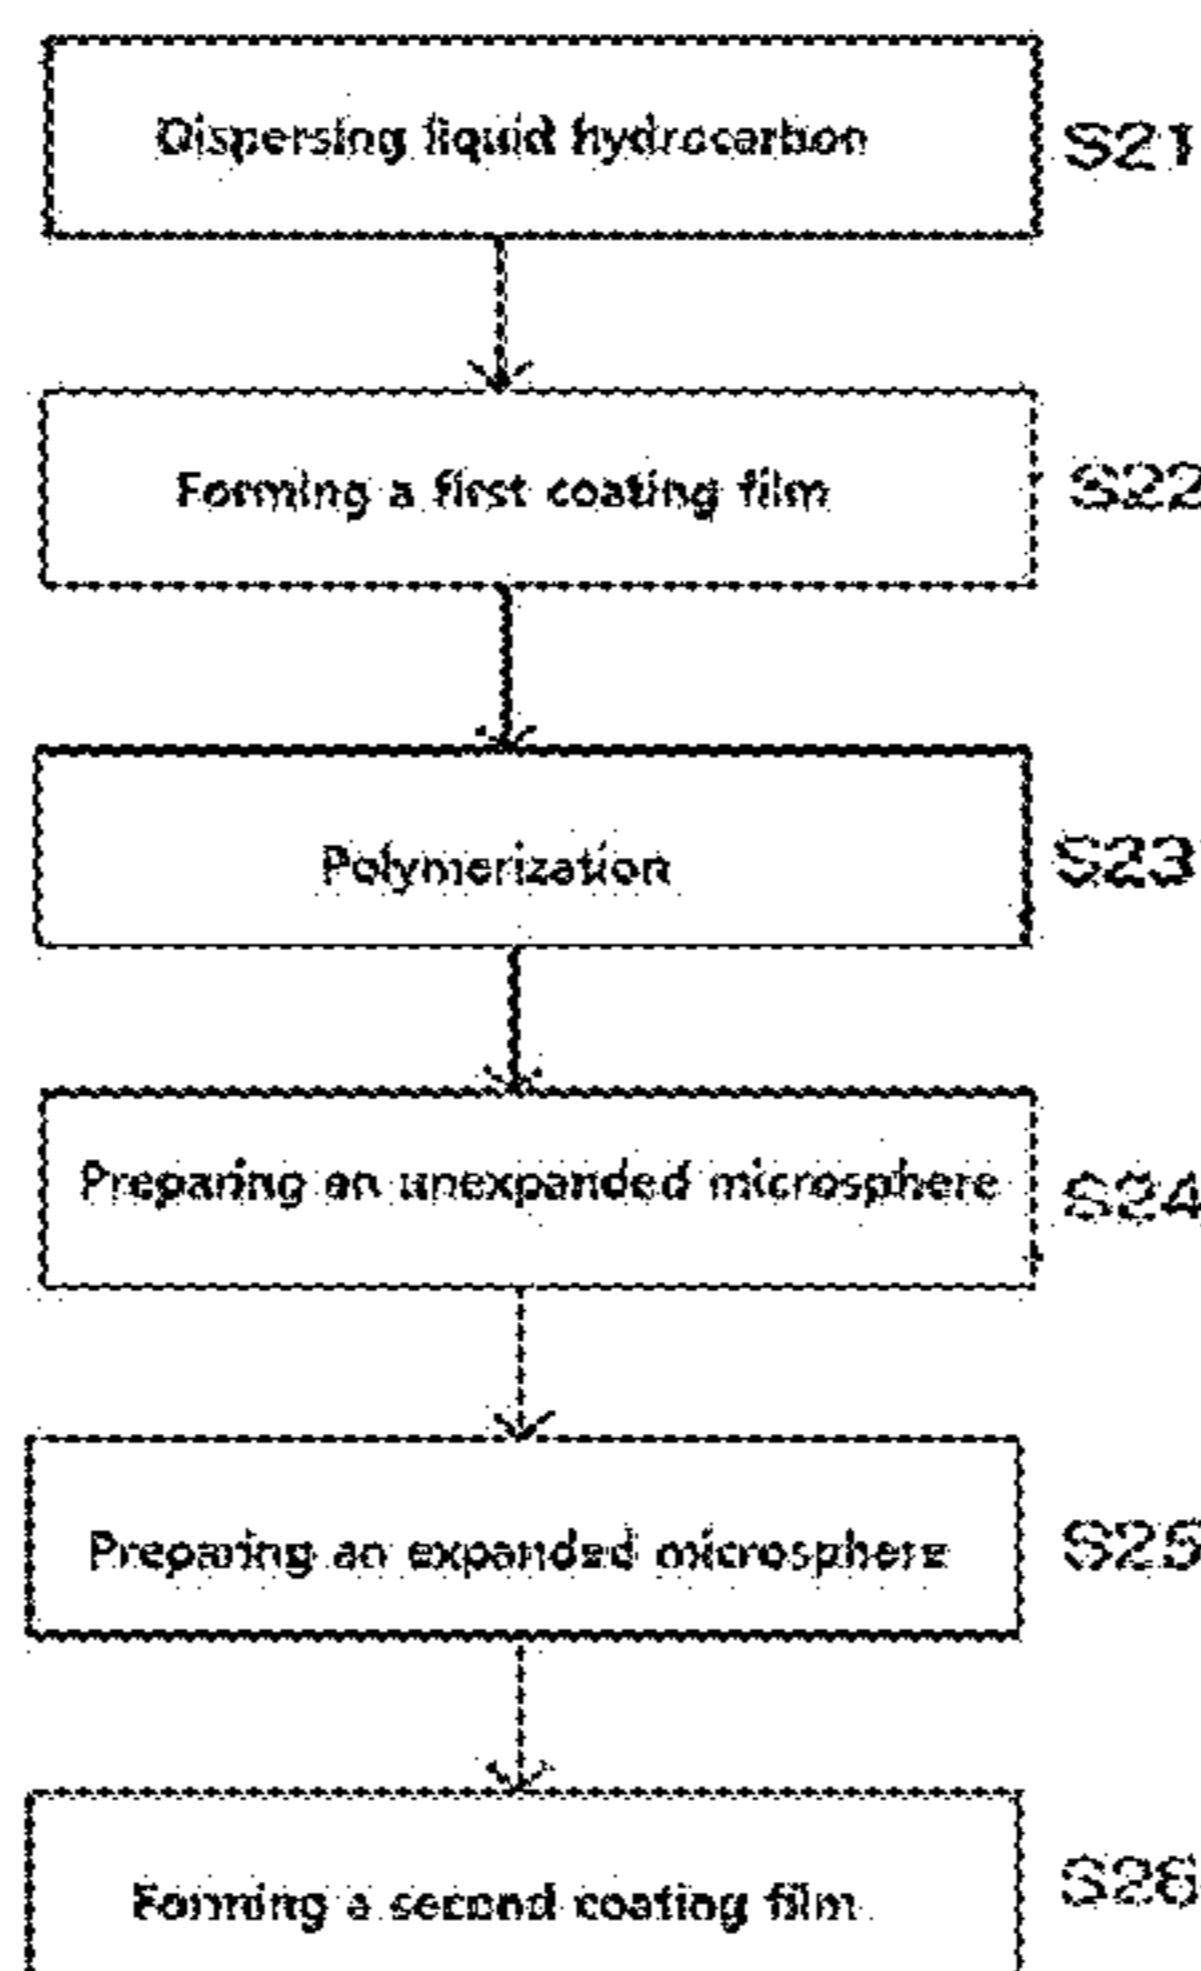 Dispersing liquid hydrocarbon S21
Forming a first coating film S22
Polymerization S23
Preparing an unexpanded microsphere S24
Preparing an expanded microsphere S25
Forming a second coating film S26